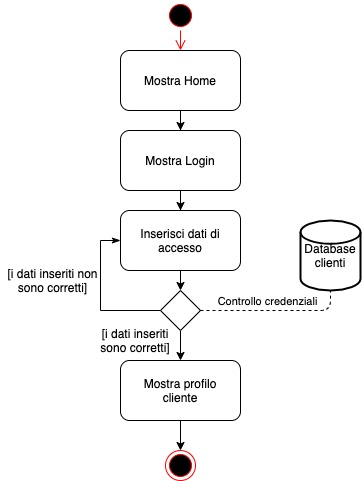 Mostra Home
Mostra Login
Inserisci dati di
accesso
Database
clienti
[i dati inseriti non
sono corretti]
Controllo credenziali
[i dati inseriti
sono corretti]
Mostra profilo
cliente